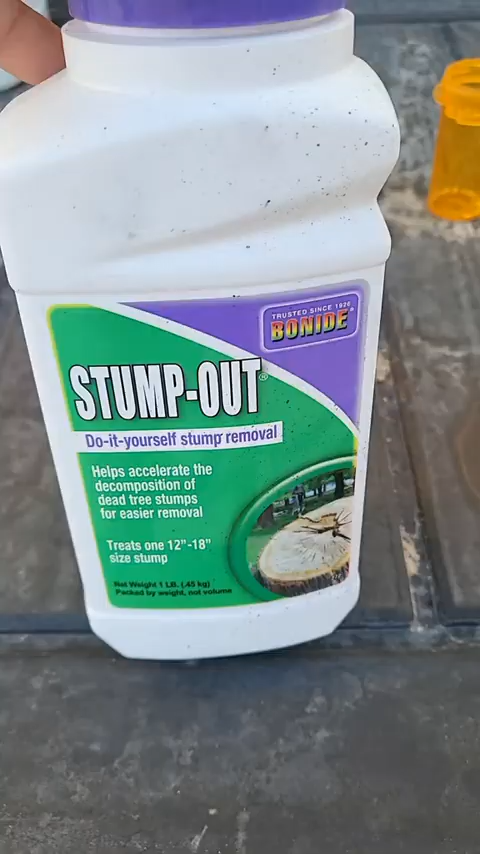 TRUSTED SINCE 1926
BONIDE®
STUMP-OUT®
Do-it-yourself stump removal
Helps accelerate the
decomposition of
dead tree stumps
for easier removal
Treats one 12"-18"
size stump
Net Weight 1 LB. (.45 kg)
Packed by weight, not volume